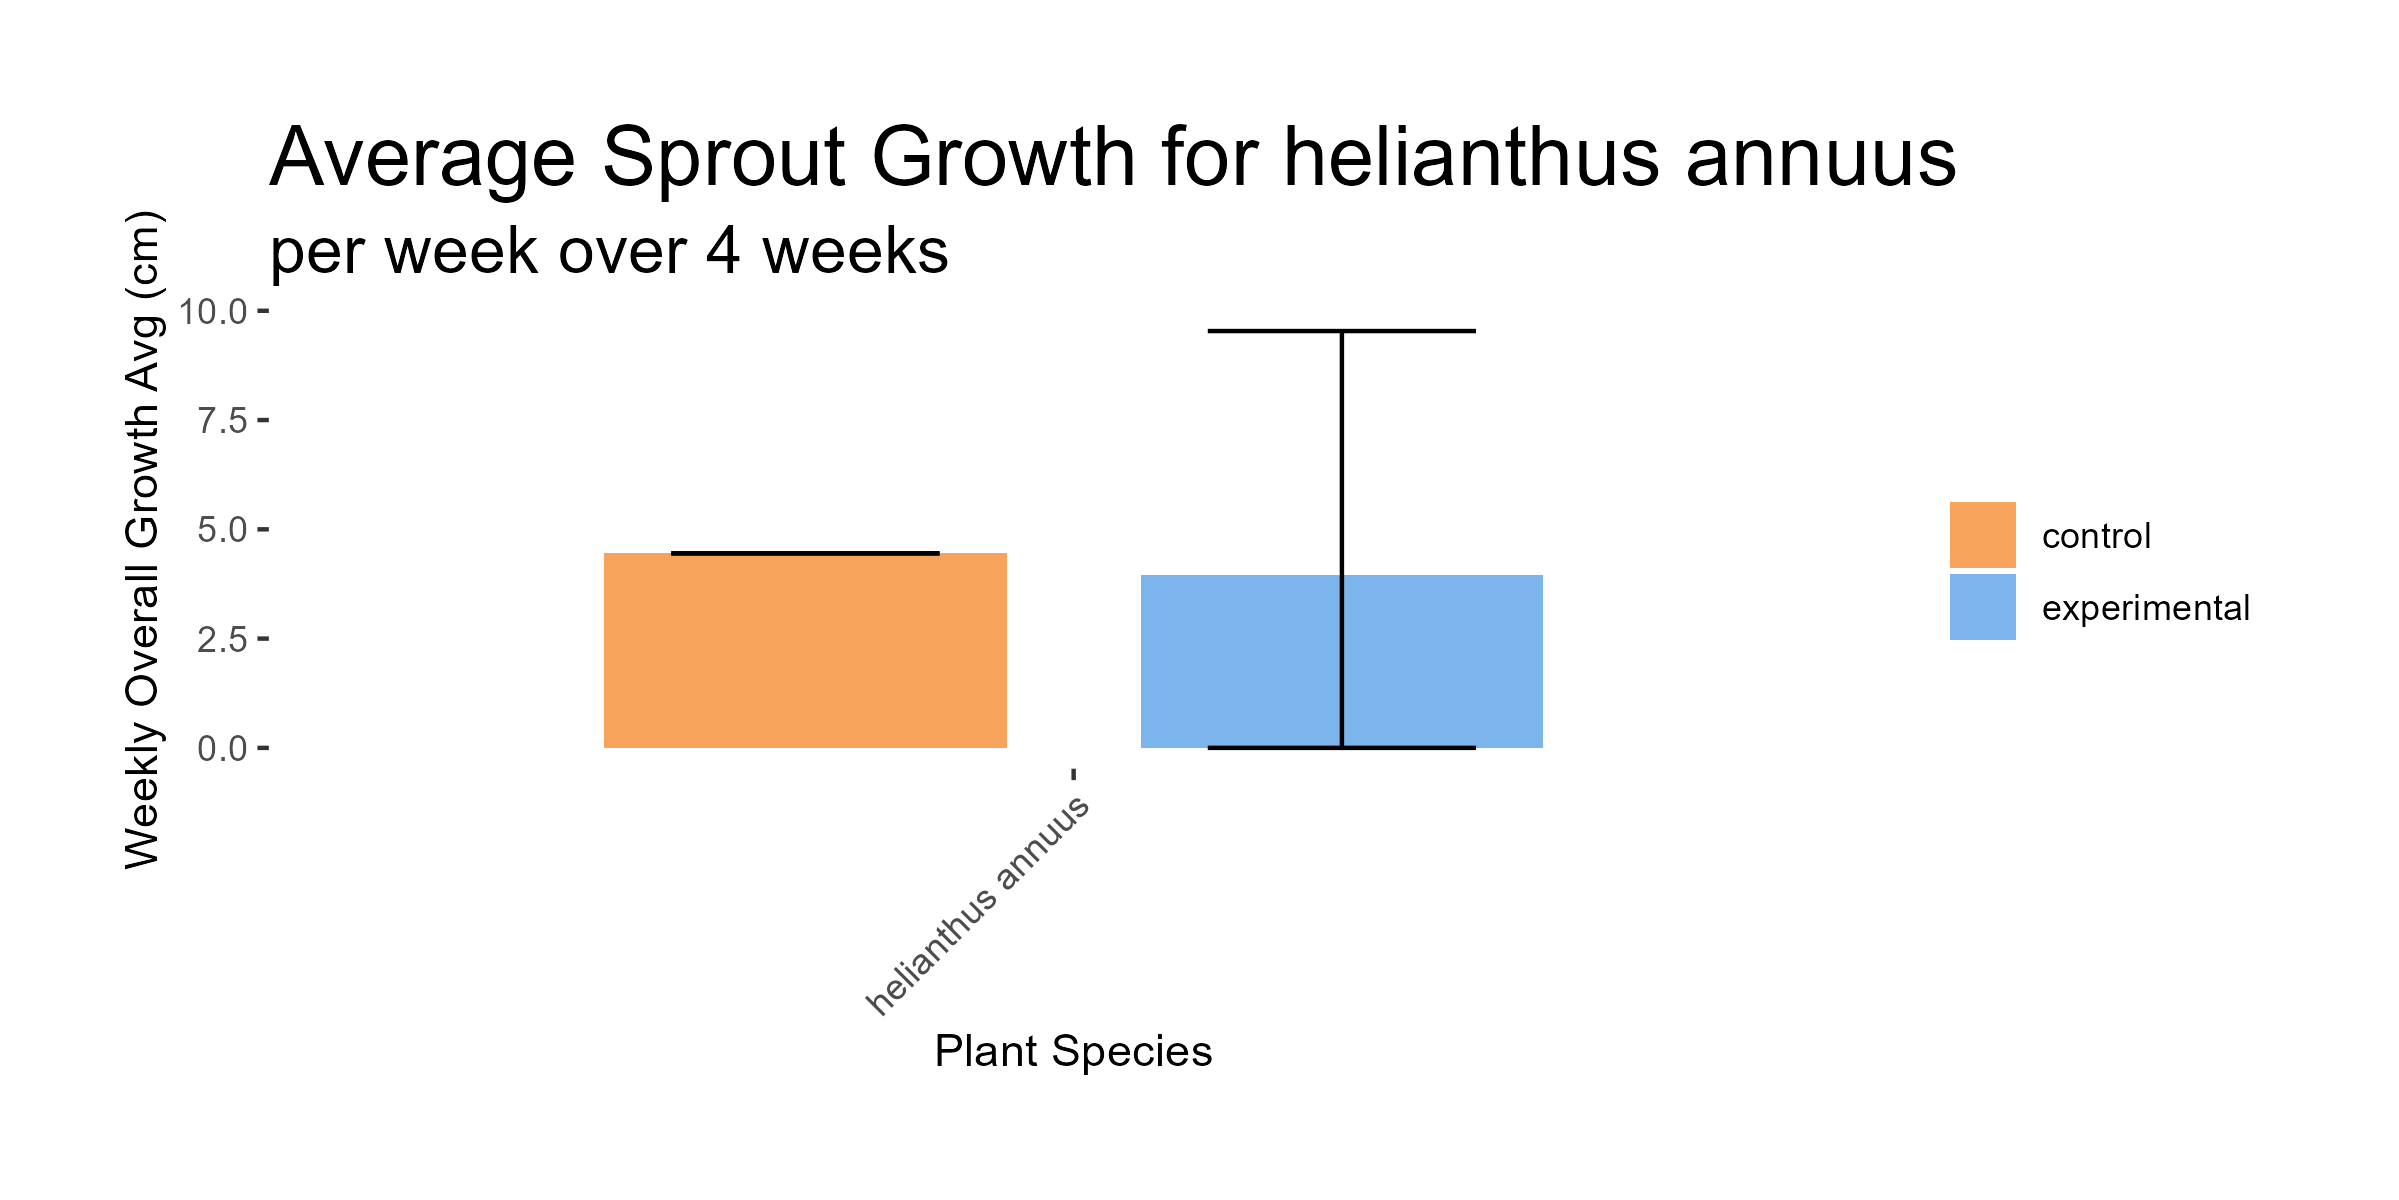 Average Sprout Growth for helianthus annuus
per week over 4 weeks
Weekly Overall Growth Avg (cm)
10.0
7.5
5.0
2.5
0.0
helianthus annuus
Plant Species
control
experimental